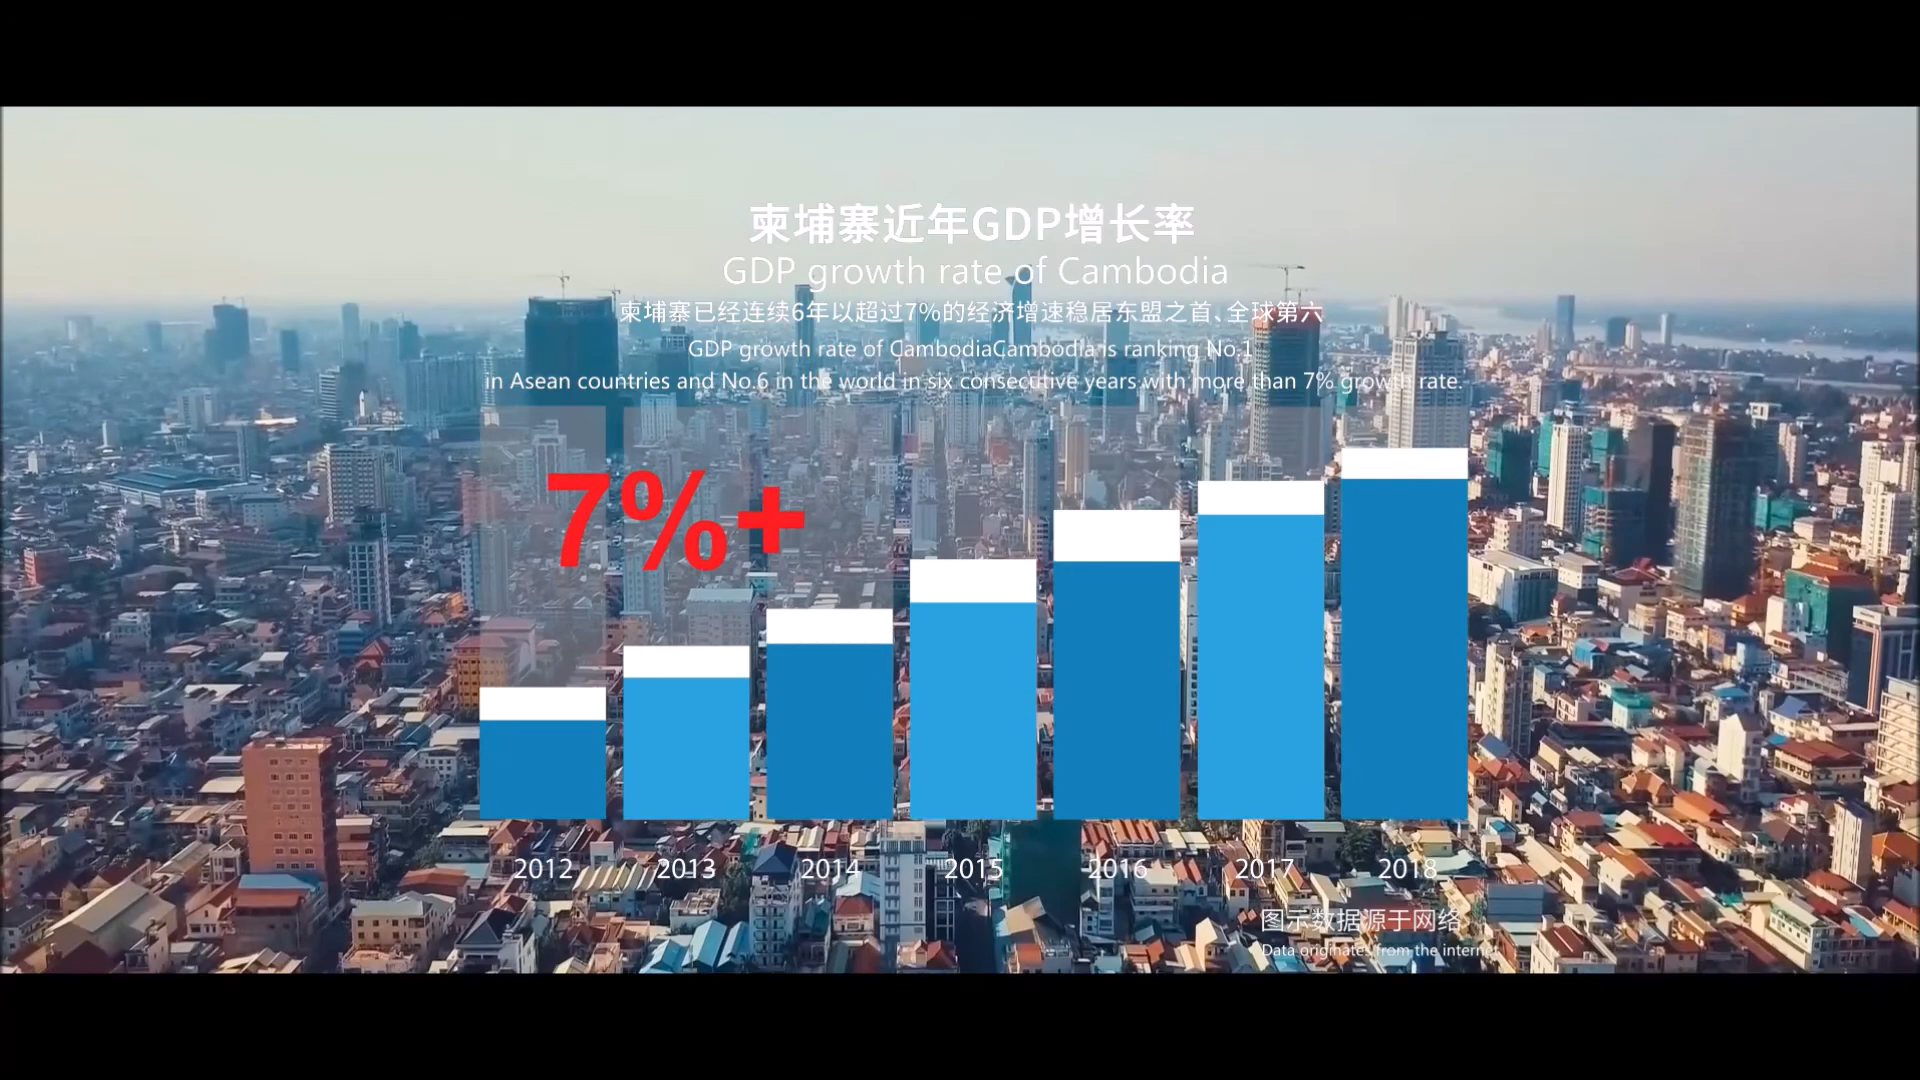 柬埔寨近年GDP增长率
GDP growth rate of Cambodia
柬埔寨已经连续6年以超过7%的经济增速稳居东盟之首、全球第六
GDP growth rate of CambodiaCambodia is ranking No.1
in Asean countries and No.6 in the world in six consecutive years with more than 7% growth rate.
7%+
2012 2013 2014 2015 2016 2017 2018
图示数据源于网络
Data originates from the internet